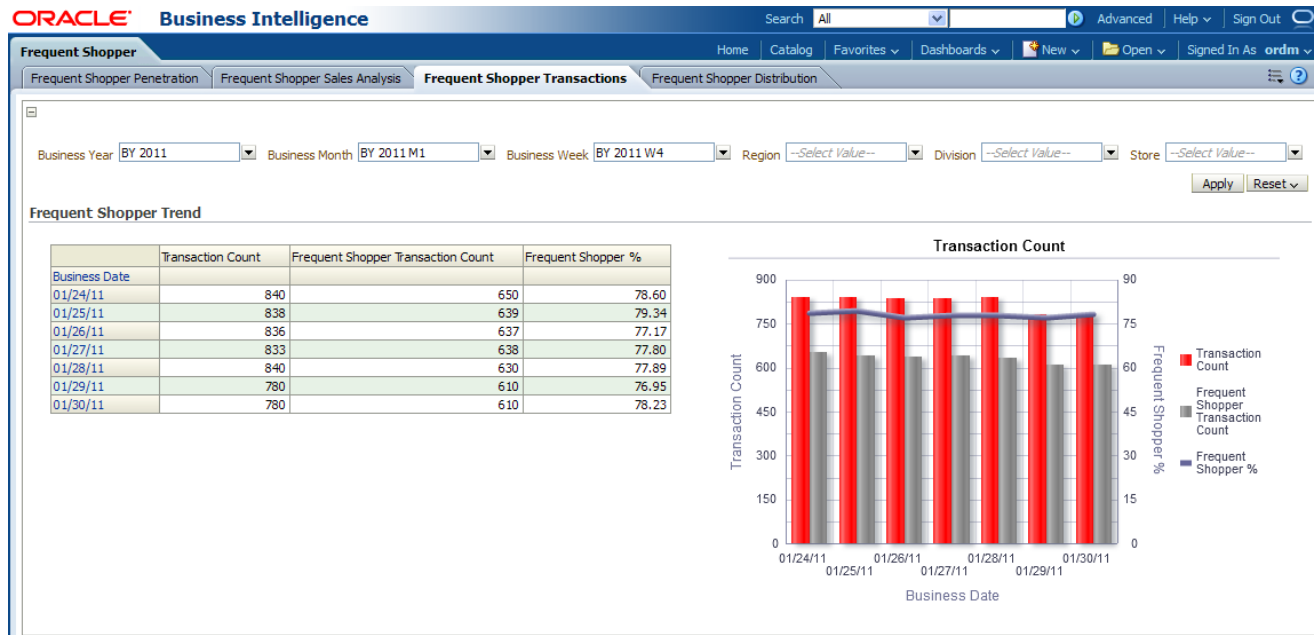 ORACLE Business Intelligence Search All Advanced Help Sign Out
Frequent Shopper Home Catalog Favorites Dashboards New Open Signed In As ordm
Frequent Shopper Penetration Frequent Shopper Sales Analysis Frequent Shopper Transactions Frequent Shopper Distribution
Business Year BY 2011 Business Month BY 2011 M1 Business Week BY 2011 W4 Region --Select Value-- Division --Select Value-- Store --Select Value--
Apply Reset
Frequent Shopper Trend
Transaction Count Frequent Shopper Transaction Count Frequent Shopper %
Business Date
01/24/11 840 650 78.60
01/25/11 838 639 79.34
01/26/11 836 637 77.17
01/27/11 833 638 77.80
01/28/11 840 630 77.89
01/29/11 780 610 76.95
01/30/11 780 610 78.23
Transaction Count
900 90
750 75
600 60
450 45
300 30
150 15
0 0
Transaction Count
Frequent Shopper %
01/24/11 01/26/11 01/28/11 01/30/11
01/25/11 01/27/11 01/29/11
Business Date
Transaction
Count
Frequent
Shopper
Transaction
Count
Frequent
Shopper %